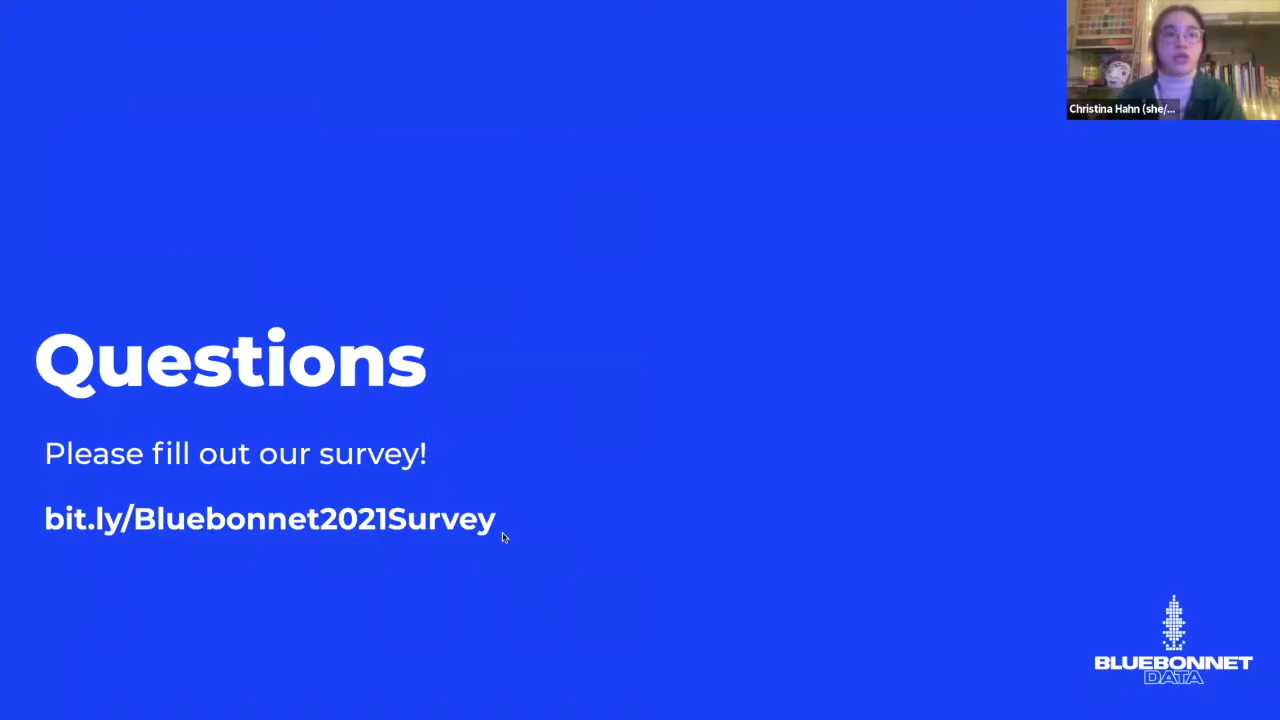 Christina Hahn (she/...
Questions
Please fill out our survey!
bit.ly/Bluebonnet2021Survey
BLUEBONNET
DATA